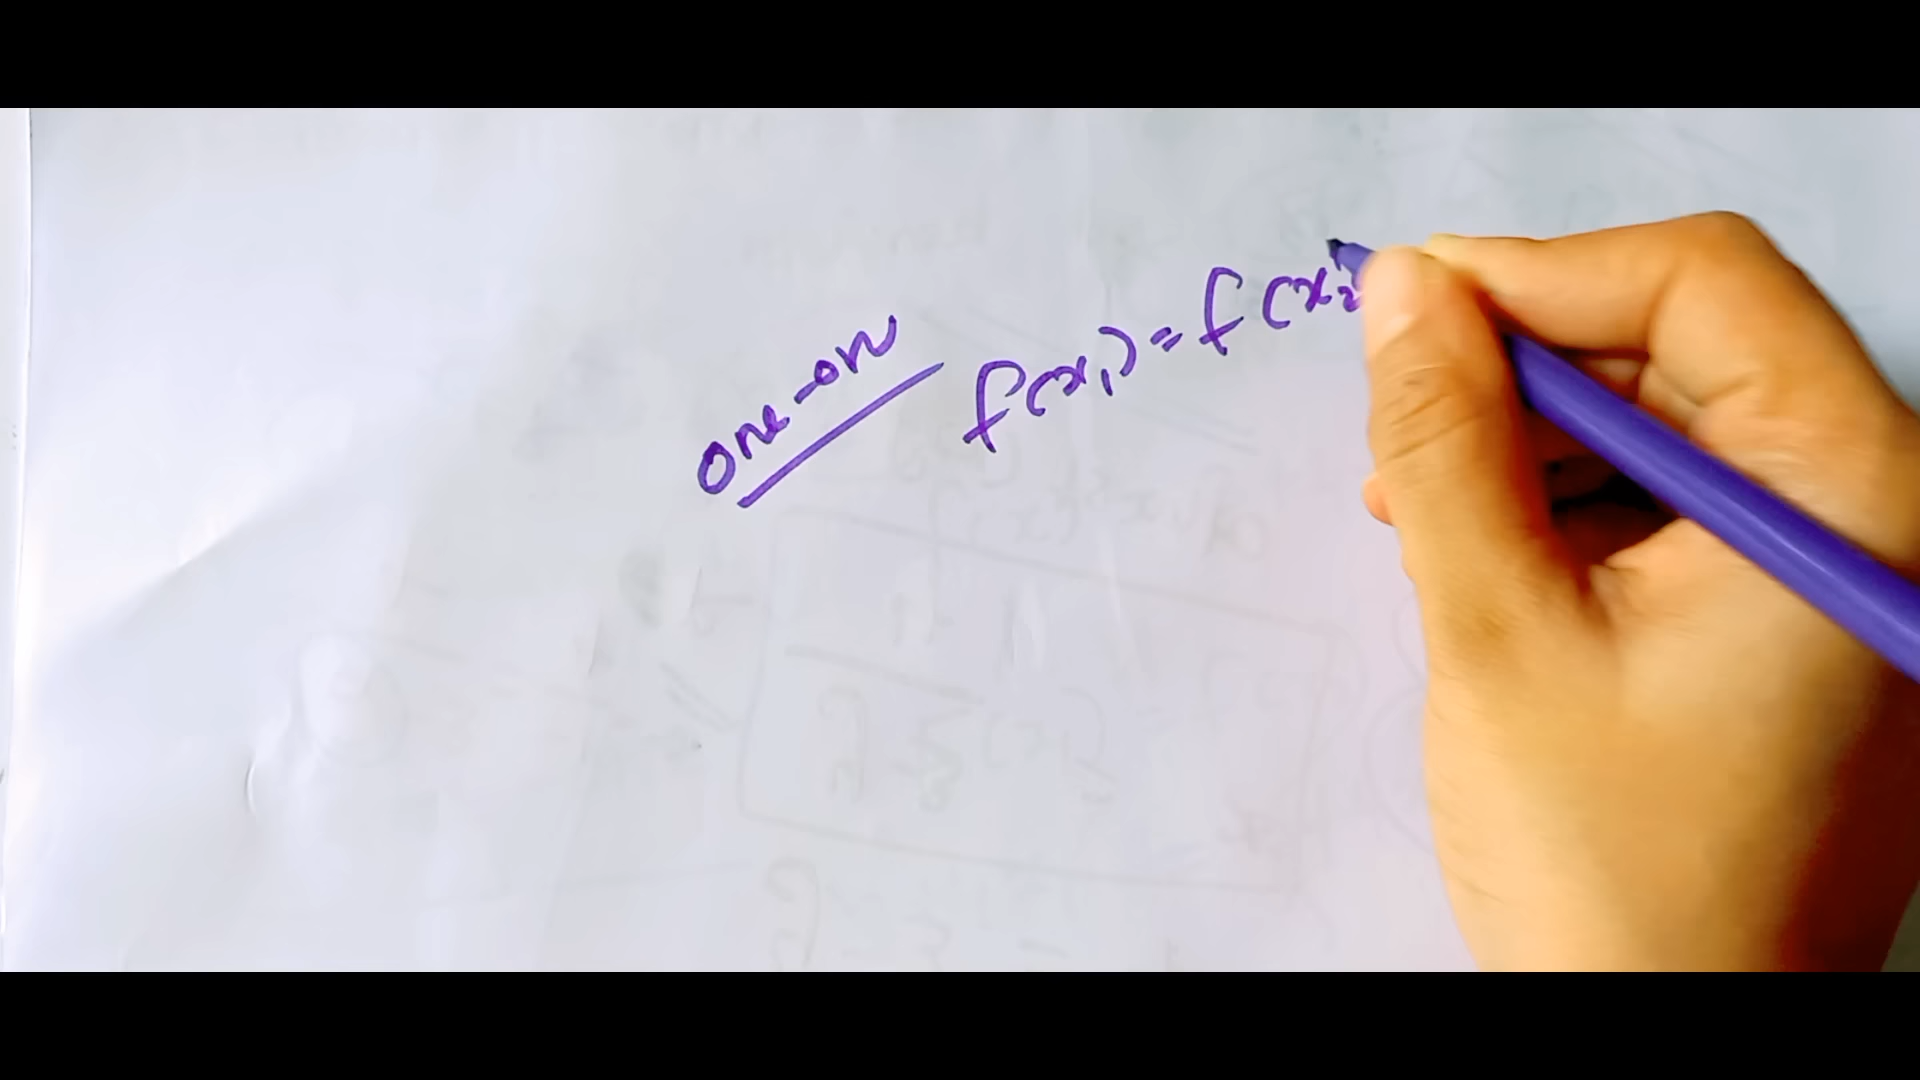 one-one f(x₁) = f(x₂